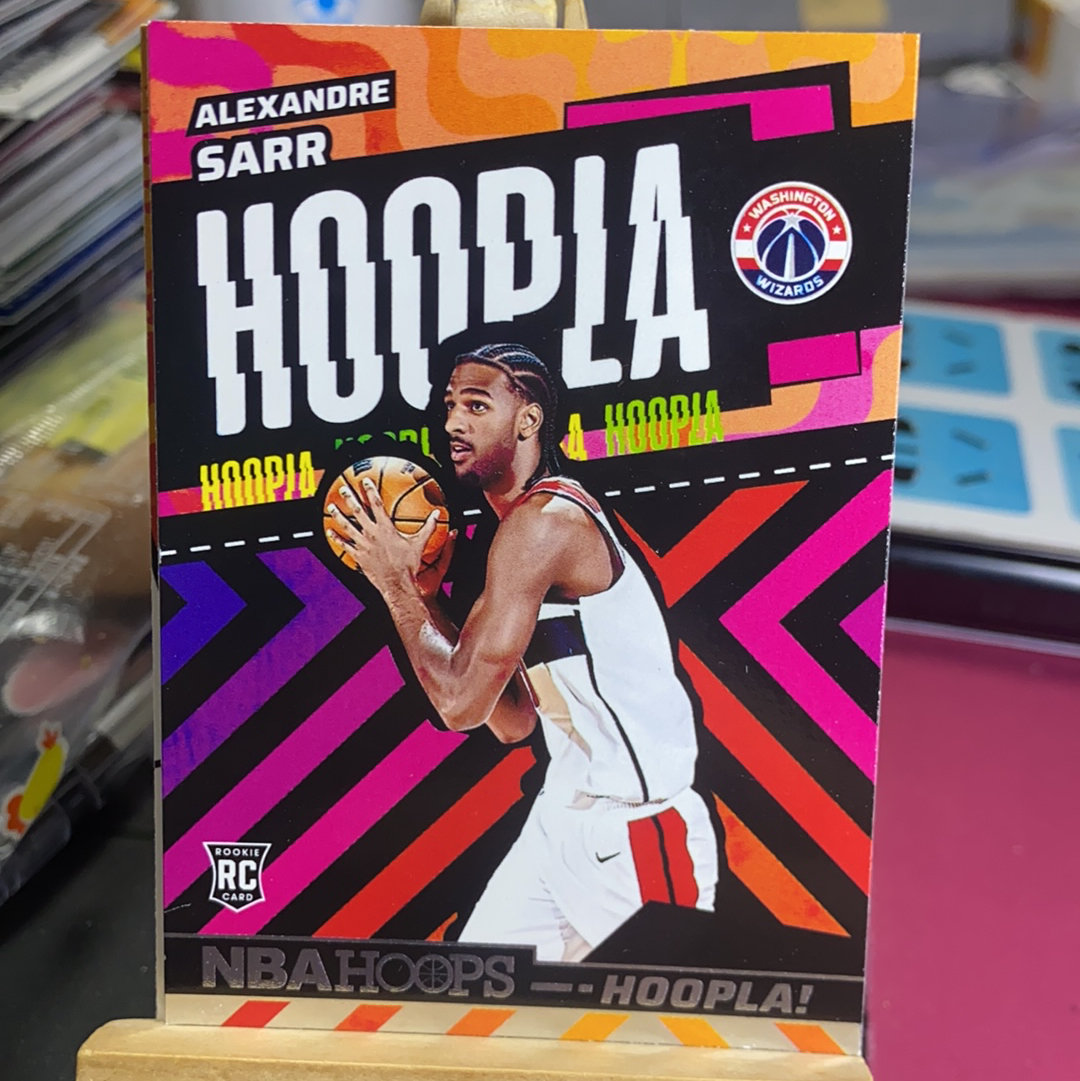 ALEXANDRE
SARR
HOOPLA
WASHINGTON
WIZARDS
HOOPLA HOOPLA
ROOKIE
RC
CARD
NBA HOOPS
HOOPLA!